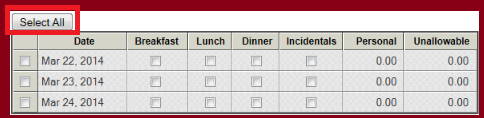 Select All
Date Breakfast Lunch Dinner Incidentals Personal Unallowable
Mar 22, 2014 0.00 0.00
Mar 23, 2014 0.00 0.00
Mar 24, 2014 0.00 0.00